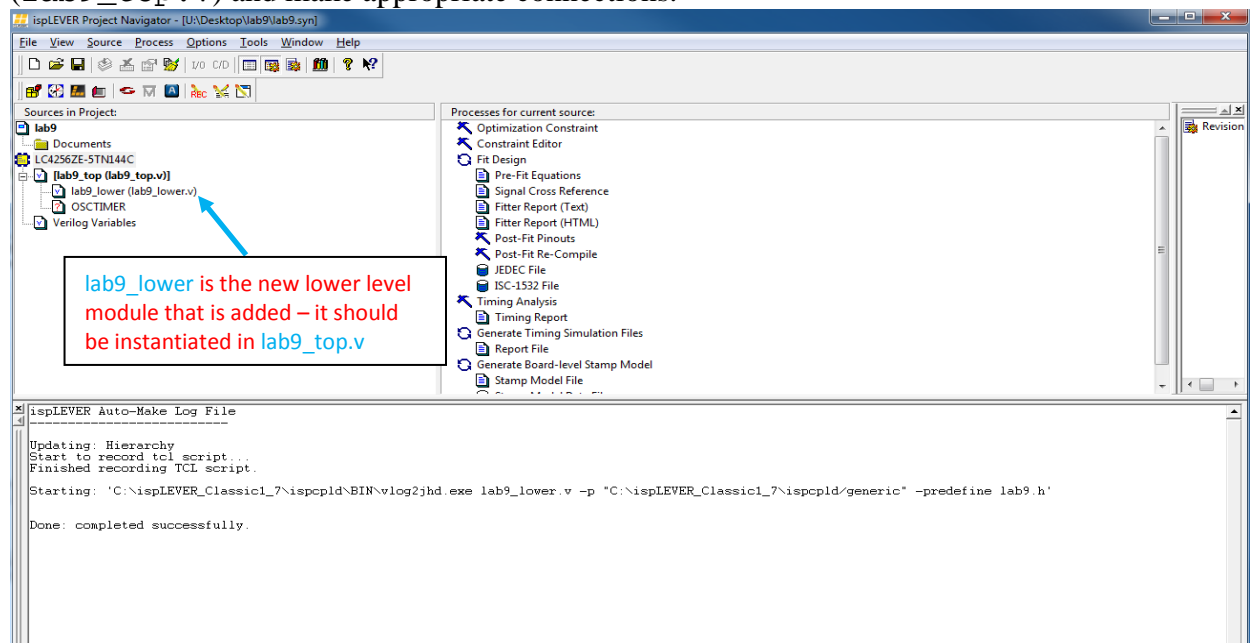 (lab9_top.v) and make appropriate connections.
ispLEVER Project Navigator - [U:\Desktop\lab9\lab9.syn]
File View Source Process Options Tools Window Help
I/O C/D
REC
Sources in Project:
lab9
Documents
LC4256ZE-5TN144C
[lab9_top (lab9_top.v)]
lab9_lower (lab9_lower.v)
OSCTIMER
Verilog Variables
lab9_lower is the new lower level
module that is added – it should
be instantiated in lab9_top.v
Processes for current source:
Optimization Constraint
Constraint Editor
Fit Design
Pre-Fit Equations
Signal Cross Reference
Fitter Report (Text)
Fitter Report (HTML)
Post-Fit Pinouts
Post-Fit Re-Compile
JEDEC File
ISC-1532 File
Timing Analysis
Timing Report
Generate Timing Simulation Files
Report File
Generate Board-level Stamp Model
Stamp Model File
Revision
ispLEVER Auto-Make Log File
---------------------------
Updating: Hierarchy
Start to record tcl script...
Finished recording TCL script.
Starting: 'C:\ispLEVER_Classic1_7\ispcpld\BIN\vlog2jhd.exe lab9_lower.v -p "C:\ispLEVER_Classic1_7\ispcpld/generic" -predefine lab9.h'
Done: completed successfully.